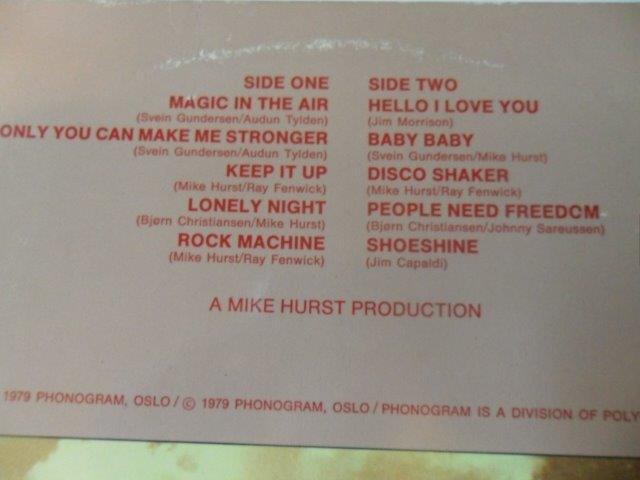 SIDE ONE
MAGIC IN THE AIR
(Svein Gundersen/Audun Tylden)
ONLY YOU CAN MAKE ME STRONGER
(Svein Gundersen/Audun Tylden)
KEEP IT UP
(Mike Hurst/Ray Fenwick)
LONELY NIGHT
(Bjørn Christiansen/Mike Hurst)
ROCK MACHINE
(Mike Hurst/Ray Fenwick)
SIDE TWO
HELLO I LOVE YOU
(Jim Morrison)
BABY BABY
(Svein Gundersen/Mike Hurst)
DISCO SHAKER
(Mike Hurst/Ray Fenwick)
PEOPLE NEED FREEDOM
(Bjørn Christiansen/Johnny Sareussen)
SHOESHINE
(Jim Capaldi)
A MIKE HURST PRODUCTION
1979 PHONOGRAM, OSLO / © 1979 PHONOGRAM, OSLO / PHONOGRAM IS A DIVISION OF POLY